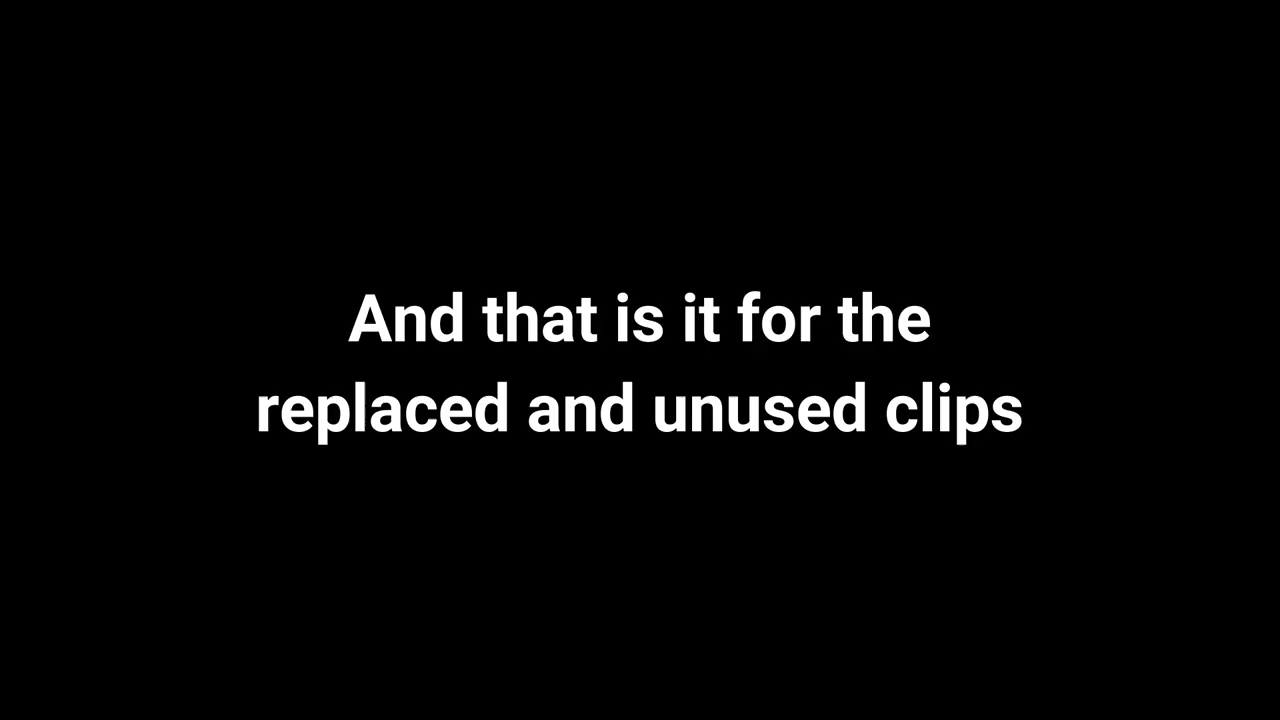 And that is it for the
replaced and unused clips